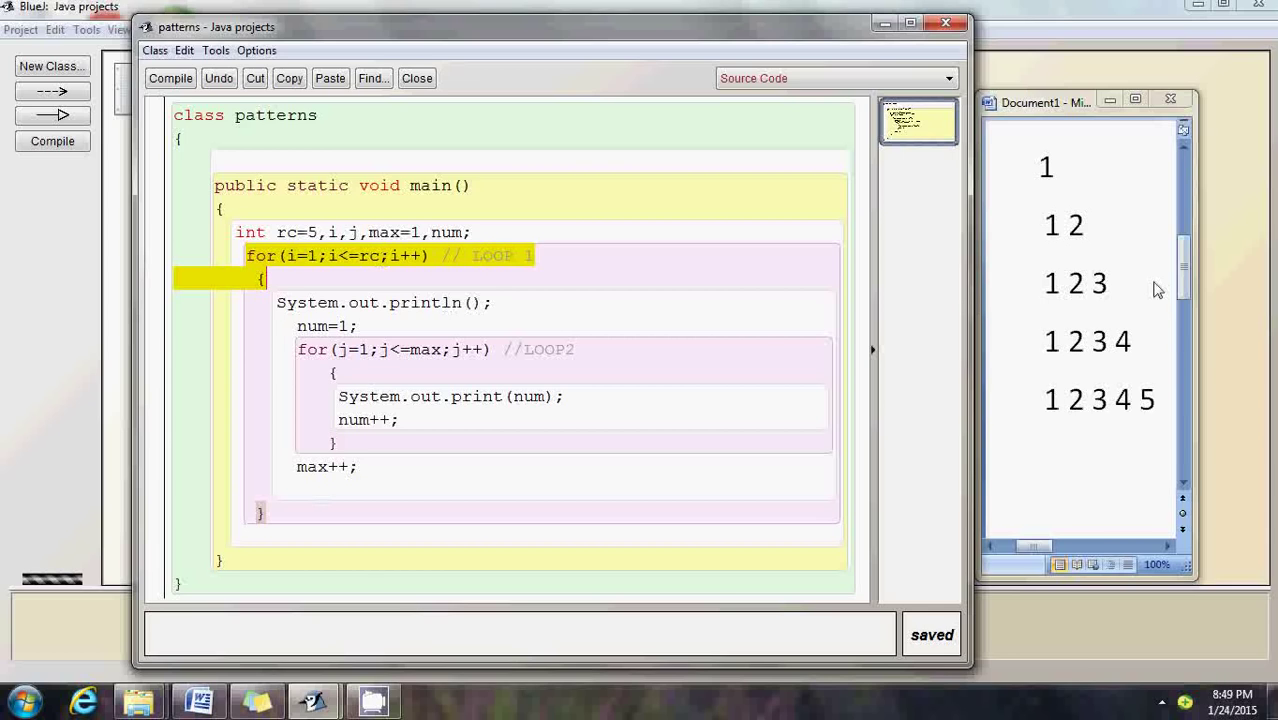 BlueJ: Java projects
Project Edit Tools View
New Class...
--->
Compile
patterns - Java projects
Class Edit Tools Options
Compile Undo Cut Copy Paste Find... Close
Source Code
class patterns
{
public static void main()
{
int rc=5,i,j,max=1,num;
for(i=1;i<=rc;i++) // LOOP 1
{
System.out.println();
num=1;
for(j=1;j<=max;j++) //LOOP2
{
System.out.print(num);
num++;
}
max++;
}
}
}
saved
Document1 - Mi...
1
1 2
1 2 3
1 2 3 4
1 2 3 4 5
100%
8:49 PM
1/24/2015